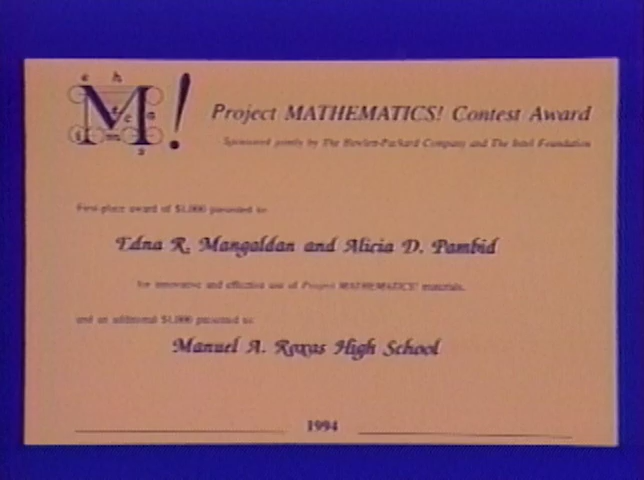 e h
M!
a t c a
i m t
s
Project MATHEMATICS! Contest Award
Sponsored jointly by The Hewlett-Packard Company and The Intel Foundation
First-place award of $1,000 presented to
Edna R. Mangaldan and Alicia D. Pambid
for innovative and effective use of Project MATHEMATICS! materials,
and an additional $1,000 presented to:
Manuel A. Roxas High School
1994